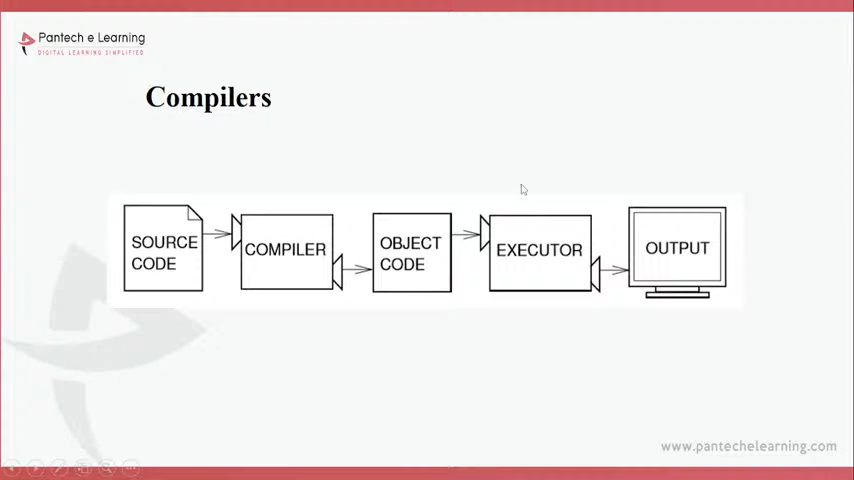 Pantech e Learning
DIGITAL LEARNING SIMPLIFIED
Compilers
SOURCE
CODE
COMPILER
OBJECT
CODE
EXECUTOR
OUTPUT
www.pantechelearning.com